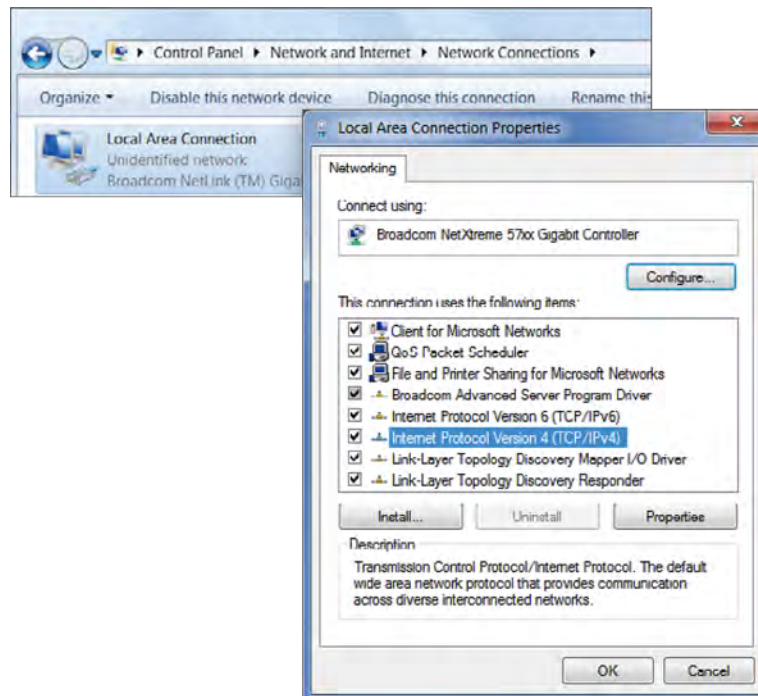 Control Panel ▸ Network and Internet ▸ Network Connections ▸
Organize ▾ Disable this network device Diagnose this connection Rename this
Local Area Connection
Unidentified network
Broadcom NetLink (TM) Giga
Local Area Connection Properties
Networking
Connect using:
Broadcom NetXtreme 57xx Gigabit Controller
Configure...
This connection uses the following items:
Client for Microsoft Networks
QoS Packet Scheduler
File and Printer Sharing for Microsoft Networks
Broadcom Advanced Server Program Driver
Internet Protocol Version 6 (TCP/IPv6)
Internet Protocol Version 4 (TCP/IPv4)
Link-Layer Topology Discovery Mapper I/O Driver
Link-Layer Topology Discovery Responder
Install... Uninstall Properties
Description
Transmission Control Protocol/Internet Protocol. The default
wide area network protocol that provides communication
across diverse interconnected networks.
OK Cancel